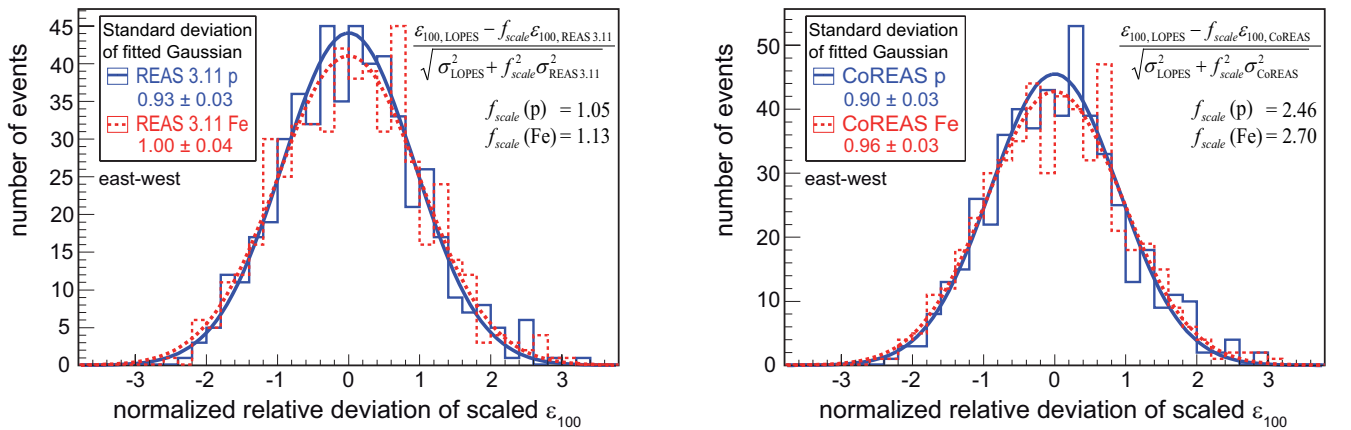 Standard deviation
of fitted Gaussian
REAS 3.11 p
0.93 ± 0.03
REAS 3.11 Fe
1.00 ± 0.04
east-west
ε100, LOPES − fscale ε100, REAS 3.11
√σ²LOPES + f²scale σ²REAS 3.11
fscale (p) = 1.05
fscale (Fe) = 1.13
number of events
45
40
35
30
25
20
15
10
5
0
-3 -2 -1 0 1 2 3
normalized relative deviation of scaled ε100
Standard deviation
of fitted Gaussian
CoREAS p
0.90 ± 0.03
CoREAS Fe
0.96 ± 0.03
east-west
ε100, LOPES − fscale ε100, CoREAS
√σ²LOPES + f²scale σ²CoREAS
fscale (p) = 2.46
fscale (Fe) = 2.70
number of events
50
40
30
20
10
0
-3 -2 -1 0 1 2 3
normalized relative deviation of scaled ε100